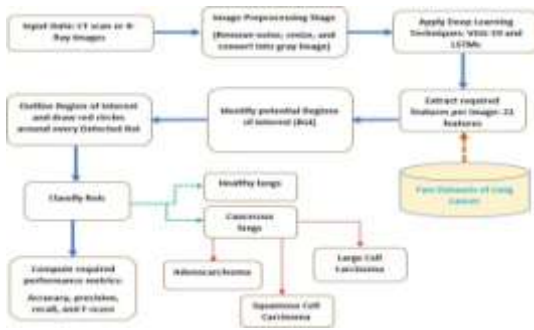 Input Data: CT scan or X-
Ray Images
Image Preprocessing Stage
(Remove noise, resize, and
convert into gray image)
Apply Deep Learning
Techniques: VGG-19 and
LSTMs
Outline Region of Interest
and draw red circles
around every Detected RoI
Identify potential Regions
of Interest (RoI)
Extract required
features per image: 21
features
Classify RoIs
Healthy lungs
Cancerous
lungs
Two Datasets of Lung
Cancer
Compute required
performance metrics:
Accuracy, precision,
recall, and F-score
Adenocarcinoma
Squamous Cell
Carcinoma
Large Cell
Carcinoma